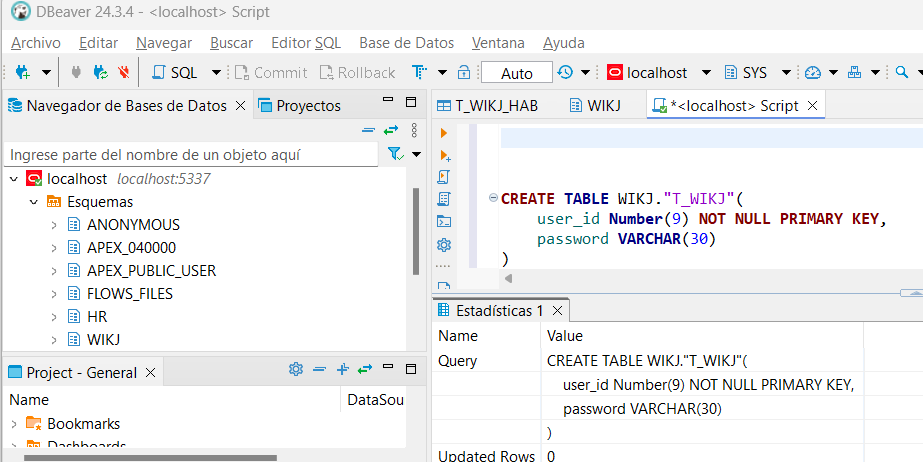 DBeaver 24.3.4 - <localhost> Script
Archivo Editar Navegar Buscar Editor SQL Base de Datos Ventana Ayuda
SQL Commit Rollback Auto localhost SYS
Navegador de Bases de Datos Proyectos
Ingrese parte del nombre de un objeto aquí
localhost localhost:5337
Esquemas
ANONYMOUS
APEX_040000
APEX_PUBLIC_USER
FLOWS_FILES
HR
WIKJ
Project - General
Name DataSou
Bookmarks
Dashboards
T_WIKJ_HAB WIKJ *<localhost> Script
CREATE TABLE WIKJ."T_WIKJ"(
user_id Number(9) NOT NULL PRIMARY KEY,
password VARCHAR(30)
)
Estadísticas 1
Name Value
Query CREATE TABLE WIKJ."T_WIKJ"(
user_id Number(9) NOT NULL PRIMARY KEY,
password VARCHAR(30)
)
Updated Rows 0